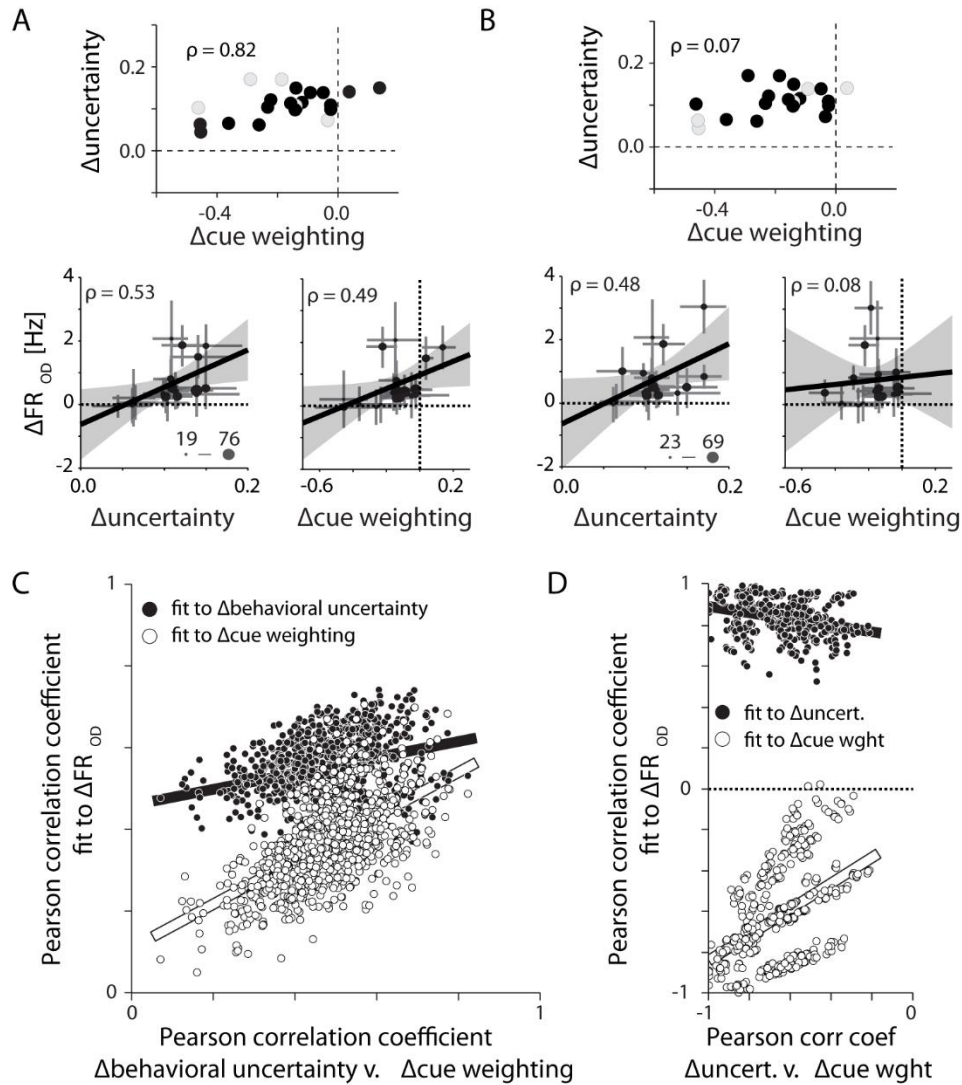 A
B
Δuncertainty
ρ = 0.82
0.2
0.0
-0.4
0.0
Δcue weighting
Δuncertainty
ρ = 0.07
0.2
0.0
-0.4
0.0
Δcue weighting
ΔFR OD [Hz]
4
2
0
-2
ρ = 0.53
19 — 76
0.0
0.2
Δuncertainty
ρ = 0.49
-0.6
0.2
Δcue weighting
4
2
0
-2
ρ = 0.48
23 — 69
0.0
0.2
Δuncertainty
ρ = 0.08
-0.6
0.2
Δcue weighting
C
Pearson correlation coefficient
fit to ΔFR OD
1
0
fit to Δbehavioral uncertainty
fit to Δcue weighting
0
1
Pearson correlation coefficient
Δbehavioral uncertainty v. Δcue weighting
D
Pearson correlation coefficient
fit to ΔFR OD
1
0
-1
fit to Δuncert.
fit to Δcue wght
-1
0
Pearson corr coef
Δuncert. v. Δcue wght